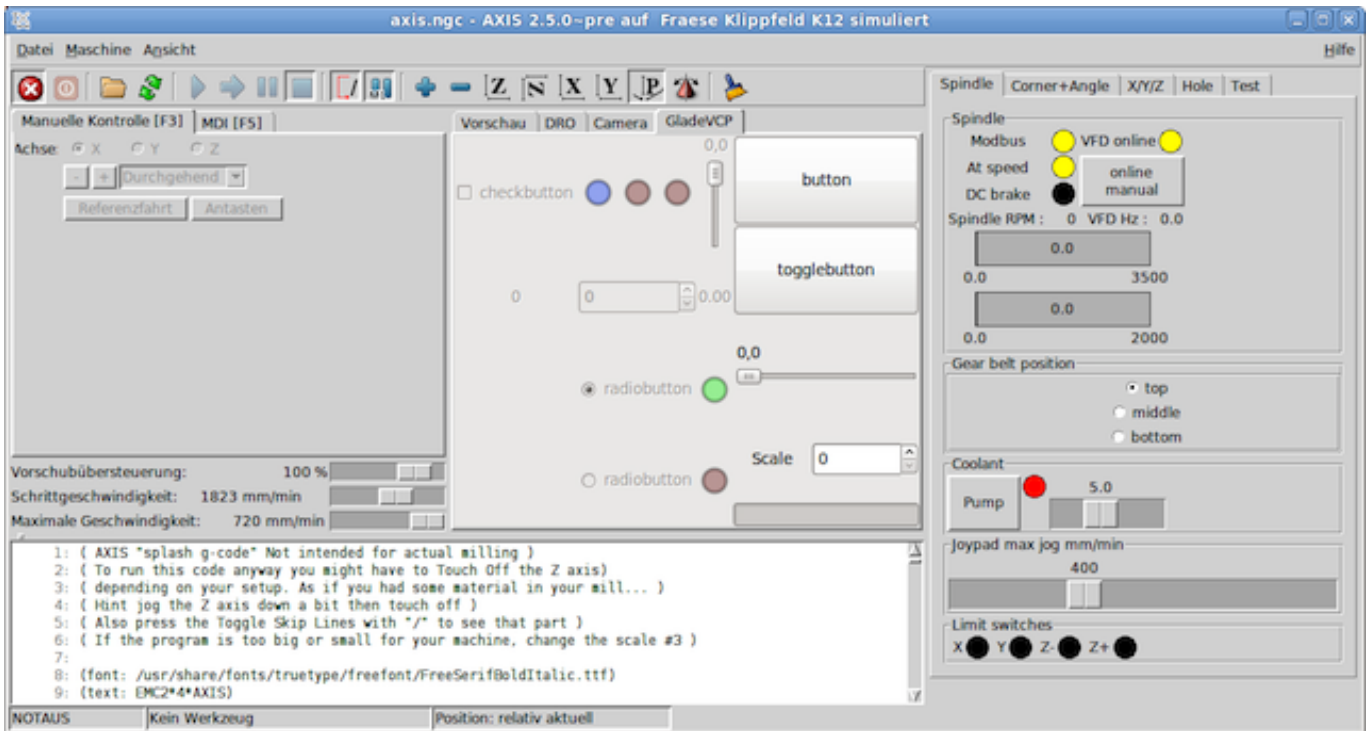 axis.ngc - AXIS 2.5.0~pre auf  Fraese Klippfeld K12 simuliert
Datei Maschine Ansicht Hilfe
Z N X Y P
Manuelle Kontrolle [F3] MDI [F5]
Achse: X Y Z
- + Durchgehend
Referenzfahrt Antasten
Vorschubübersteuerung: 100 %
Schrittgeschwindigkeit: 1823 mm/min
Maximale Geschwindigkeit: 720 mm/min
Vorschau DRO Camera GladeVCP
0,0
checkbutton
button
togglebutton
0 0 0.00
0,0
radiobutton
Scale 0
radiobutton
Spindle Corner+Angle X/Y/Z Hole Test
Spindle
Modbus VFD online
At speed
online
manual
DC brake
Spindle RPM : 0 VFD Hz : 0.0
0.0
0.0 3500
0.0
0.0 2000
Gear belt position
top
middle
bottom
Coolant
Pump
5.0
Joypad max jog mm/min
400
Limit switches
X Y Z- Z+
1: ( AXIS "splash g-code" Not intended for actual milling )
2: ( To run this code anyway you might have to Touch Off the Z axis)
3: ( depending on your setup. As if you had some material in your mill... )
4: ( Hint jog the Z axis down a bit then touch off )
5: ( Also press the Toggle Skip Lines with "/" to see that part )
6: ( If the program is too big or small for your machine, change the scale #3 )
7:
8: (font: /usr/share/fonts/truetype/freefont/FreeSerifBoldItalic.ttf)
9: (text: EMC2*4*AXIS)
NOTAUS Kein Werkzeug Position: relativ aktuell